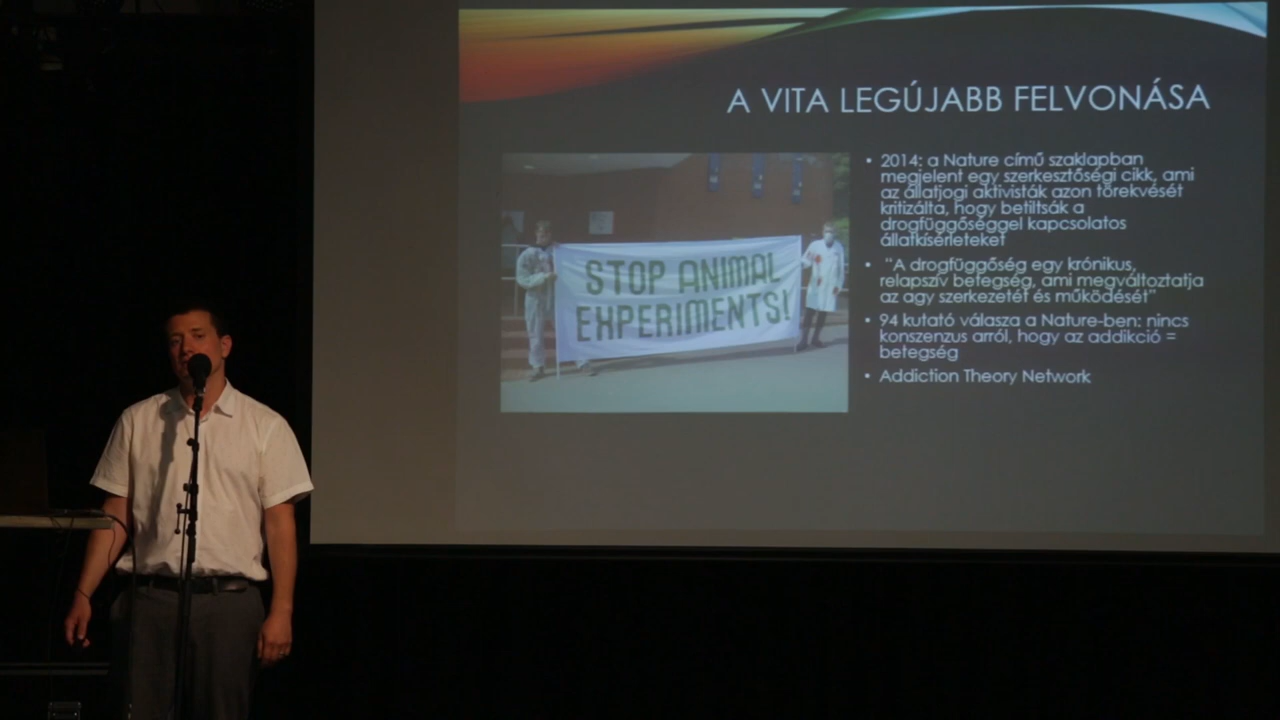 A VITA LEGÚJABB FELVONÁSA
STOP ANIMAL
EXPERIMENTS!
• 2014: a Nature című szaklapban
megjelent egy szerkesztőségi cikk, ami
az állatjogi aktivisták azon törekvését
kritizálta, hogy betiltsák a
drogfüggőséggel kapcsolatos
állatkísérleteket
• "A drogfüggőség egy krónikus,
relapszív betegség, ami megváltoztatja
az agy szerkezetét és működését"
• 94 kutató válasza a Nature-ben: nincs
konszenzus arról, hogy az addikció =
betegség
• Addiction Theory Network